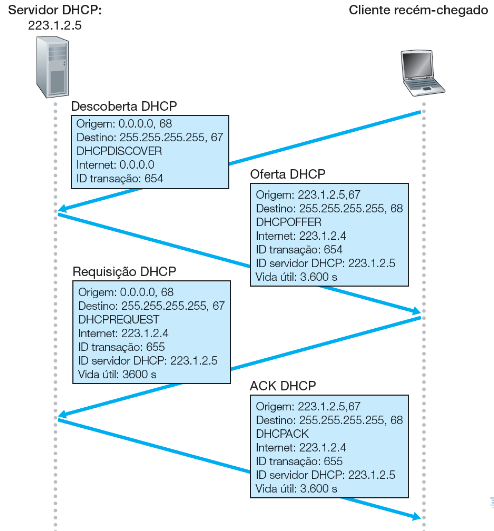 Servidor DHCP:
223.1.2.5
Cliente recém-chegado
Descoberta DHCP
Origem: 0.0.0.0, 68
Destino: 255.255.255.255, 67
DHCPDISCOVER
Internet: 0.0.0.0
ID transação: 654
Oferta DHCP
Origem: 223.1.2.5,67
Destino: 255.255.255.255, 68
DHCPOFFER
Internet: 223.1.2.4
ID transação: 654
ID servidor DHCP: 223.1.2.5
Vida útil: 3.600 s
Requisição DHCP
Origem: 0.0.0.0, 68
Destino: 255.255.255.255, 67
DHCPREQUEST
Internet: 223.1.2.4
ID transação: 655
ID servidor DHCP: 223.1.2.5
Vida útil: 3600 s
ACK DHCP
Origem: 223.1.2.5,67
Destino: 255.255.255.255, 68
DHCPACK
Internet: 223.1.2.4
ID transação: 655
ID servidor DHCP: 223.1.2.5
Vida útil: 3.600 s